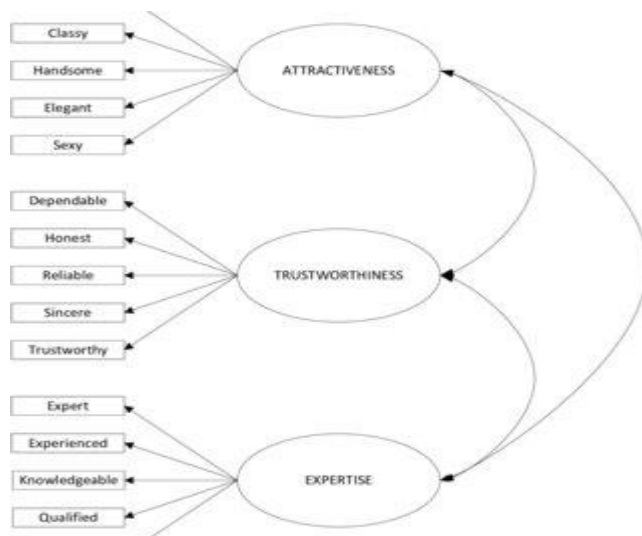 Classy
Handsome
Elegant
Sexy
ATTRACTIVENESS
Dependable
Honest
Reliable
Sincere
Trustworthy
TRUSTWORTHINESS
Expert
Experienced
Knowledgeable
Qualified
EXPERTISE